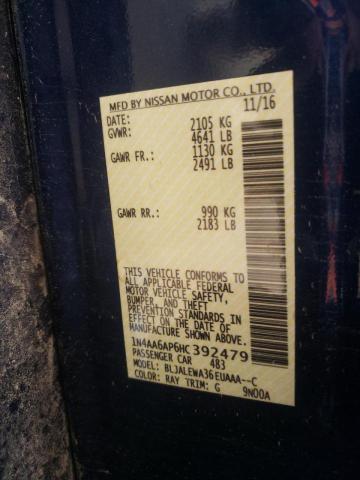 MFD BY NISSAN MOTOR CO., LTD.
DATE: 11/16
GVWR: 2105 KG
4641 LB
GAWR FR.: 1130 KG
2491 LB
GAWR RR.: 990 KG
2183 LB
THIS VEHICLE CONFORMS TO
ALL APPLICABLE FEDERAL
MOTOR VEHICLE SAFETY,
BUMPER, AND THEFT
PREVENTION STANDARDS IN
EFFECT ON THE DATE OF
MANUFACTURE SHOWN ABOVE.
1N4AA6AP6HC392479
PASSENGER CAR 483
MODEL: BLJALEWA36EUAAA--C
COLOR: RAY TRIM: G 9N00A